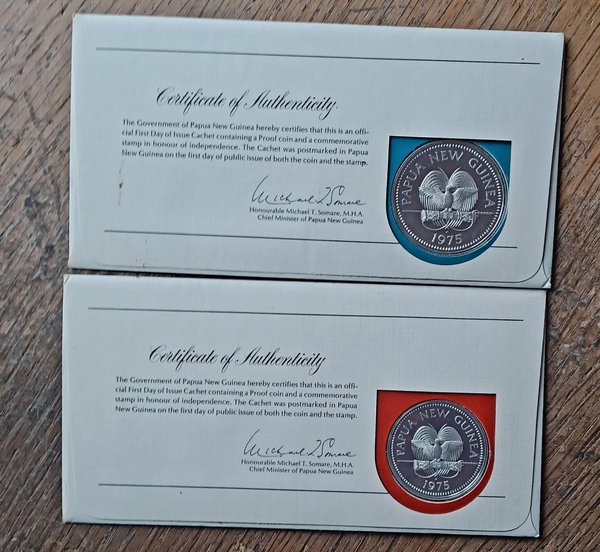 Certificate of Authenticity
The Government of Papua New Guinea hereby certifies that this is an offi-
cial First Day of Issue Cachet containing a Proof coin and a commemorative
stamp in honour of independence. The Cachet was postmarked in Papua
New Guinea on the first day of public issue of both the coin and the stamp.
Michael T Somare
Honourable Michael T. Somare, M.H.A.
Chief Minister of Papua New Guinea
PAPUA NEW GUINEA
1975
Certificate of Authenticity
The Government of Papua New Guinea hereby certifies that this is an offi-
cial First Day of Issue Cachet containing a Proof coin and a commemorative
stamp in honour of independence. The Cachet was postmarked in Papua
New Guinea on the first day of public issue of both the coin and the stamp.
Michael T Somare
Honourable Michael T. Somare, M.H.A.
Chief Minister of Papua New Guinea
PAPUA NEW GUINEA
1975